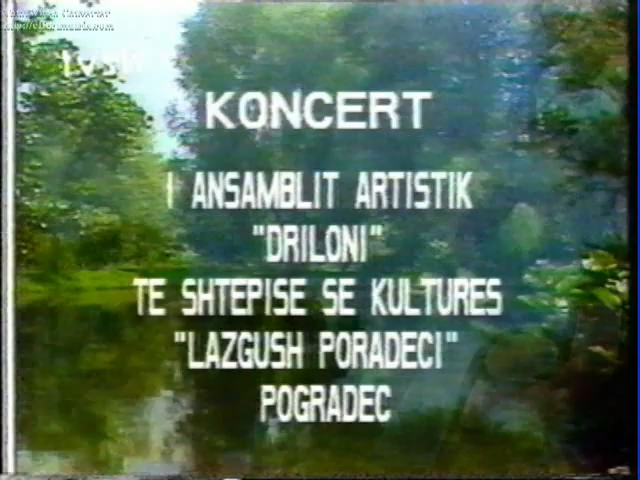 KONCERT
I ANSAMBLIT ARTISTIK
"DRILONI"
TE SHTEPISE SE KULTURES
"LAZGUSH PORADECI"
POGRADEC